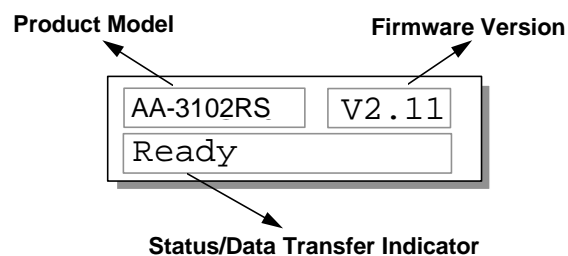 Product Model Firmware Version
AA-3102RS V2.11
Ready
Status/Data Transfer Indicator